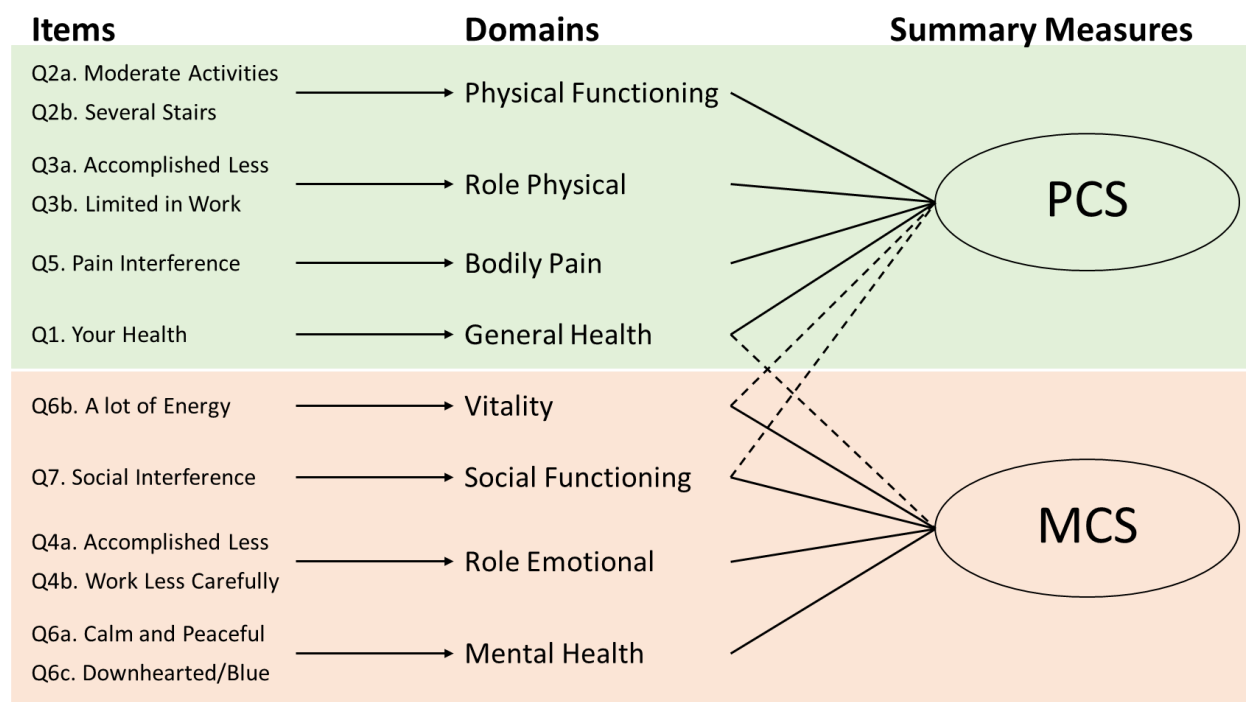 Items
Domains
Summary Measures
Q2a. Moderate Activities
Q2b. Several Stairs
Physical Functioning
Q3a. Accomplished Less
Q3b. Limited in Work
Role Physical
PCS
Q5. Pain Interference
Bodily Pain
Q1. Your Health
General Health
Q6b. A lot of Energy
Vitality
Q7. Social Interference
Social Functioning
MCS
Q4a. Accomplished Less
Q4b. Work Less Carefully
Role Emotional
Q6a. Calm and Peaceful
Q6c. Downhearted/Blue
Mental Health